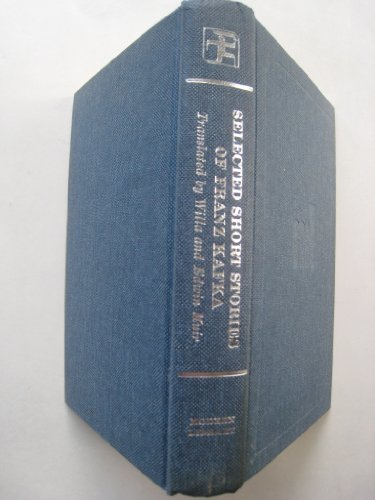 SELECTED SHORT STORIES
OF FRANZ KAFKA
Translated by Willa and Edwin Muir
MODERN
LIBRARY